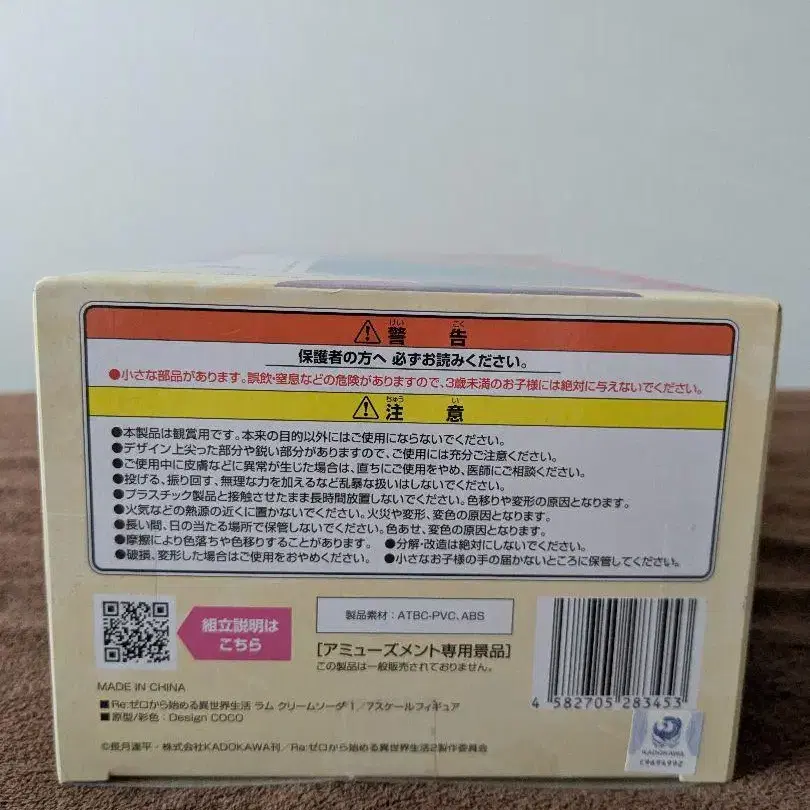 けい こく
警告
保護者の方へ 必ずお読みください。
●小さな部品があります。誤飲・窒息などの危険がありますので、3歳未満のお子様には絶対に与えないでください。
ちゅう い
注意
●本製品は観賞用です。本来の目的以外にはご使用にならないでください。
●デザイン上尖った部分や鋭い部分がありますので、ご使用には充分ご注意ください。
●ご使用中に皮膚などに異常が生じた場合は、直ちにご使用をやめ、医師にご相談ください。
●投げる、振り回す、無理な力を加えるなど乱暴な扱いはしないでください。
●プラスチック製品と接触させたまま長時間放置しないでください。色移りや変形の原因となります。
●火気などの熱源の近くに置かないでください。火災や変形、変色の原因となります。
●長い間、日の当たる場所で保管しないでください。色あせ、変色の原因となります。
●摩擦により色落ちや色移りすることがあります。 ●分解・改造は絶対にしないでください。
●破損、変形した場合はご使用をおやめください。 ●小さなお子様の手の届かないところに保管してください。
組立説明は
こちら
製品素材：ATBC-PVC、ABS
[アミューズメント専用景品]
この製品は一般販売されておりません。
MADE IN CHINA
■Re:ゼロから始める異世界生活 ラム クリームソーダ 1／7スケールフィギュア
■原型/彩色：Design COCO
©長月達平・株式会社KADOKAWA刊／Re:ゼロから始める異世界生活2製作委員会
4 582705 283453
KADOKAWA